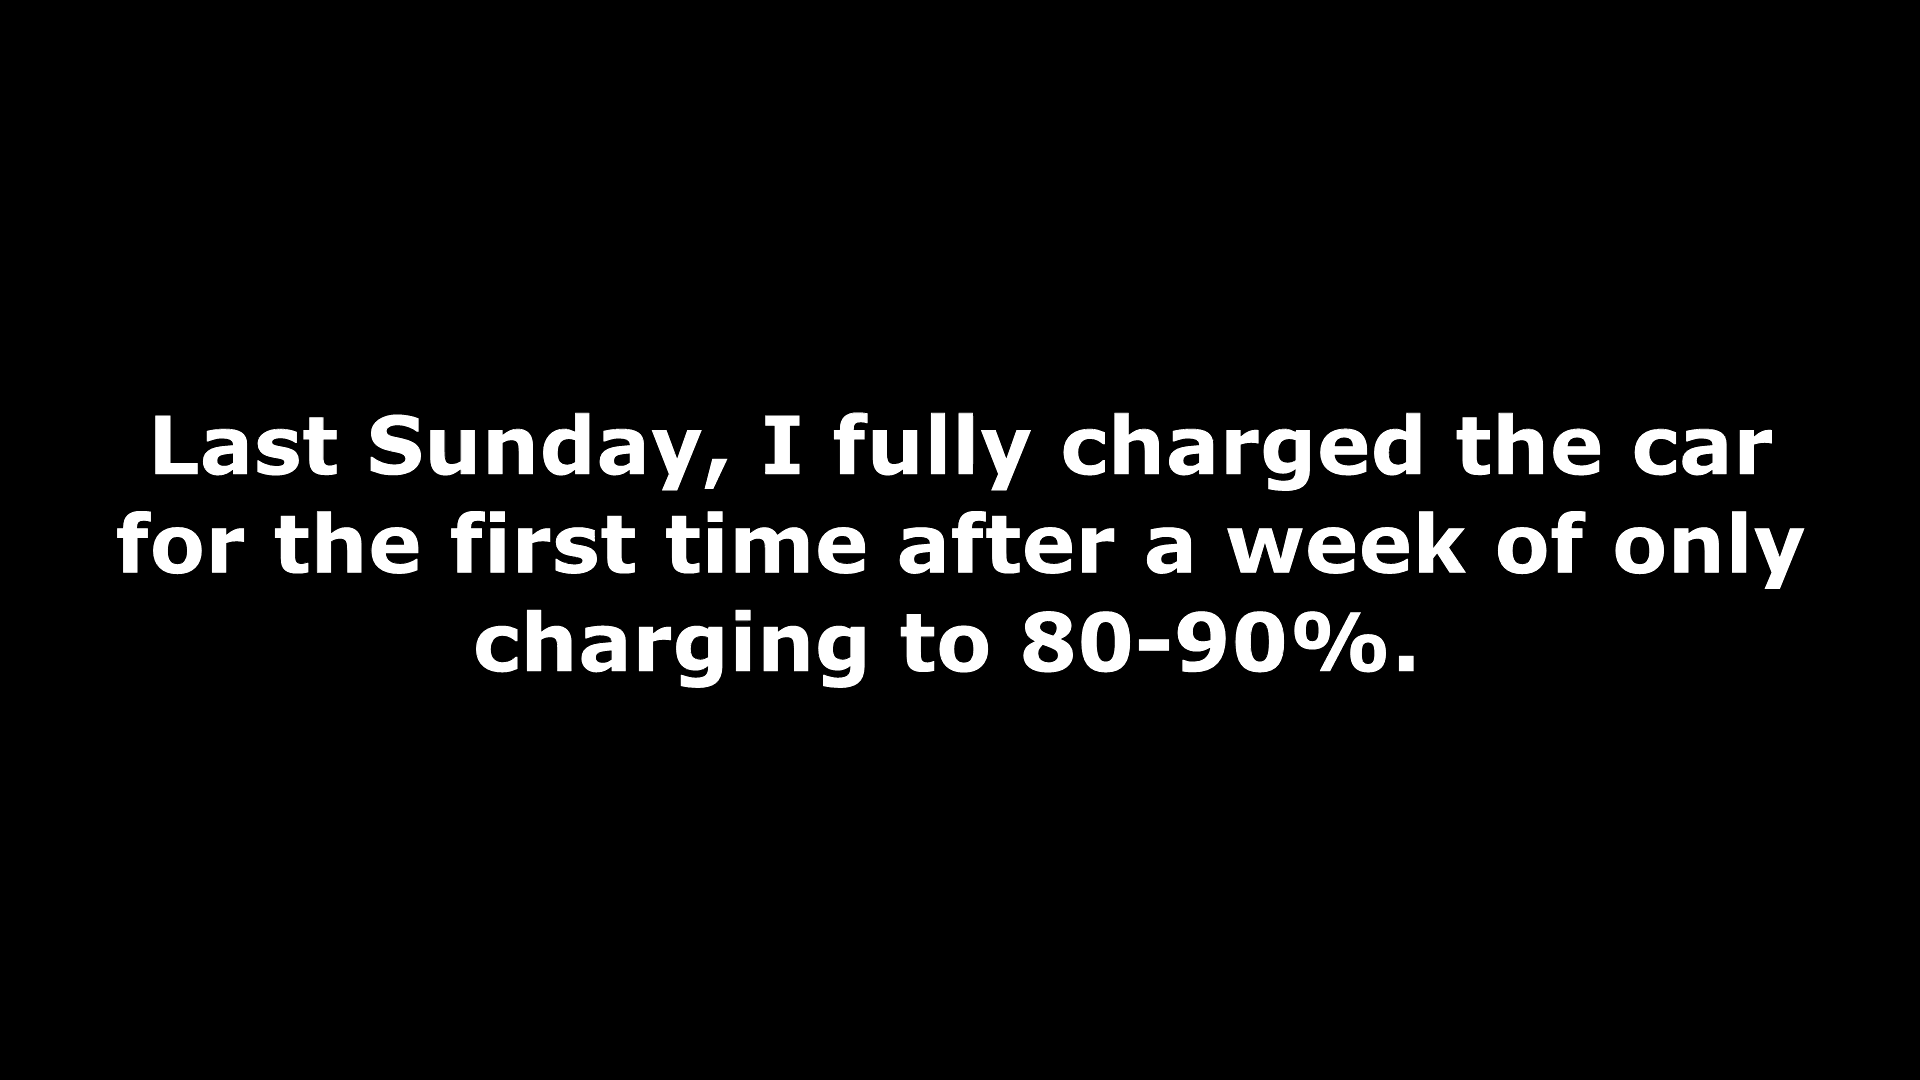 Last Sunday, I fully charged the car
for the first time after a week of only
charging to 80-90%.